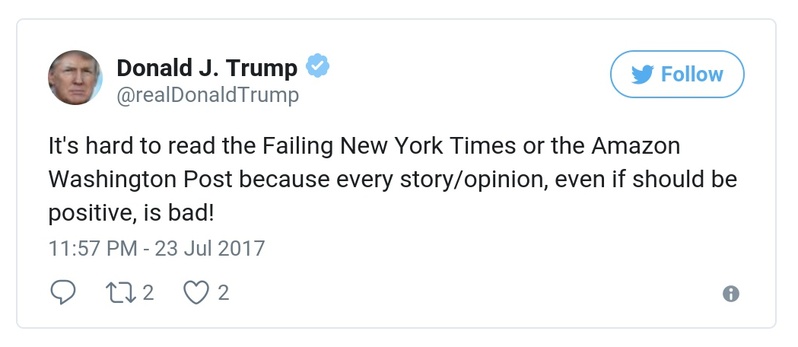 Donald J. Trump
@realDonaldTrump
Follow
It's hard to read the Failing New York Times or the Amazon
Washington Post because every story/opinion, even if should be
positive, is bad!
11:57 PM - 23 Jul 2017
2
2